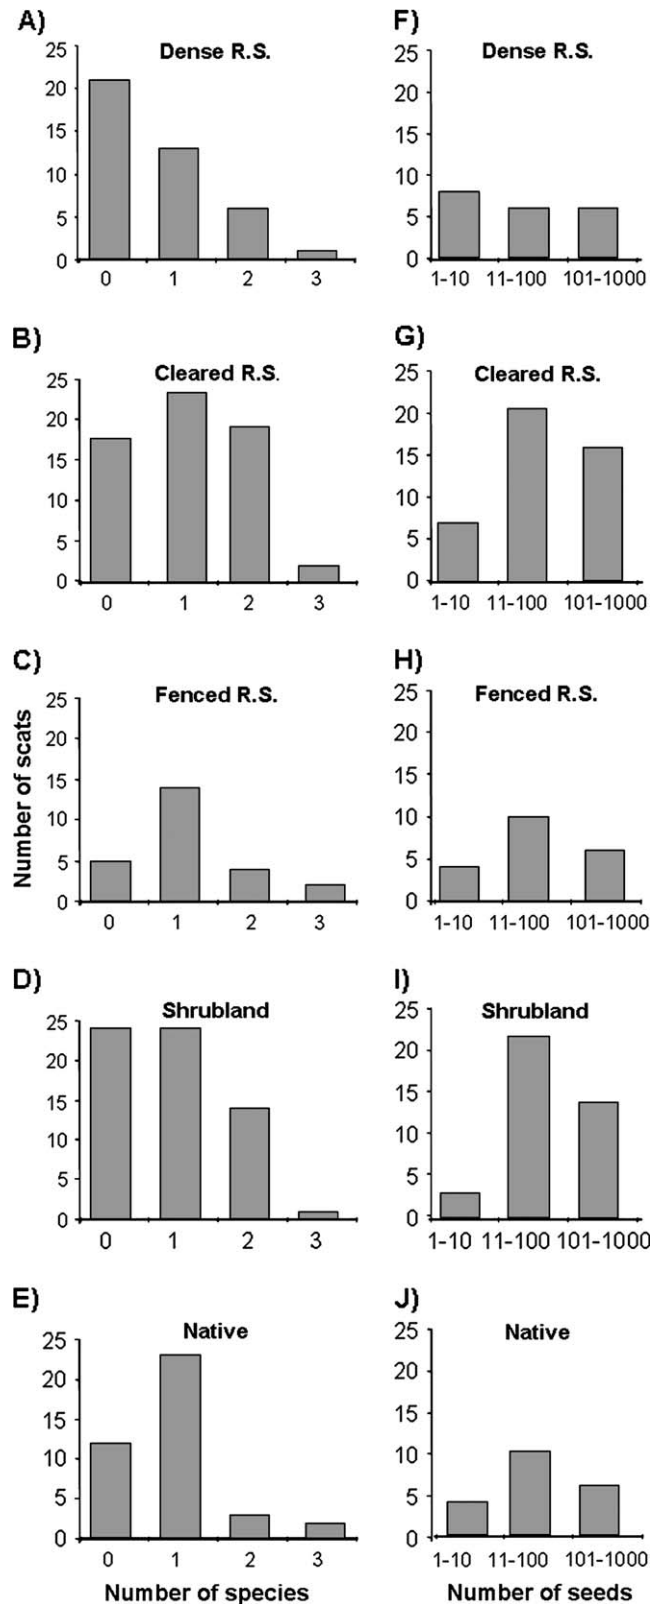 A)
Dense R.S.
25
20
15
10
5
0
0 1 2 3
F)
Dense R.S.
25
20
15
10
5
0
1-10 11-100 101-1000
B)
Cleared R.S.
25
20
15
10
5
0
0 1 2 3
G)
Cleared R.S.
25
20
15
10
5
0
1-10 11-100 101-1000
C)
Fenced R.S.
25
20
15
10
5
0
0 1 2 3
Number of scats
H)
Fenced R.S.
25
20
15
10
5
0
1-10 11-100 101-1000
D)
Shrubland
25
20
15
10
5
0
0 1 2 3
I)
Shrubland
25
20
15
10
5
0
1-10 11-100 101-1000
E)
Native
25
20
15
10
5
0
0 1 2 3
Number of species
J)
Native
25
20
15
10
5
0
1-10 11-100 101-1000
Number of seeds